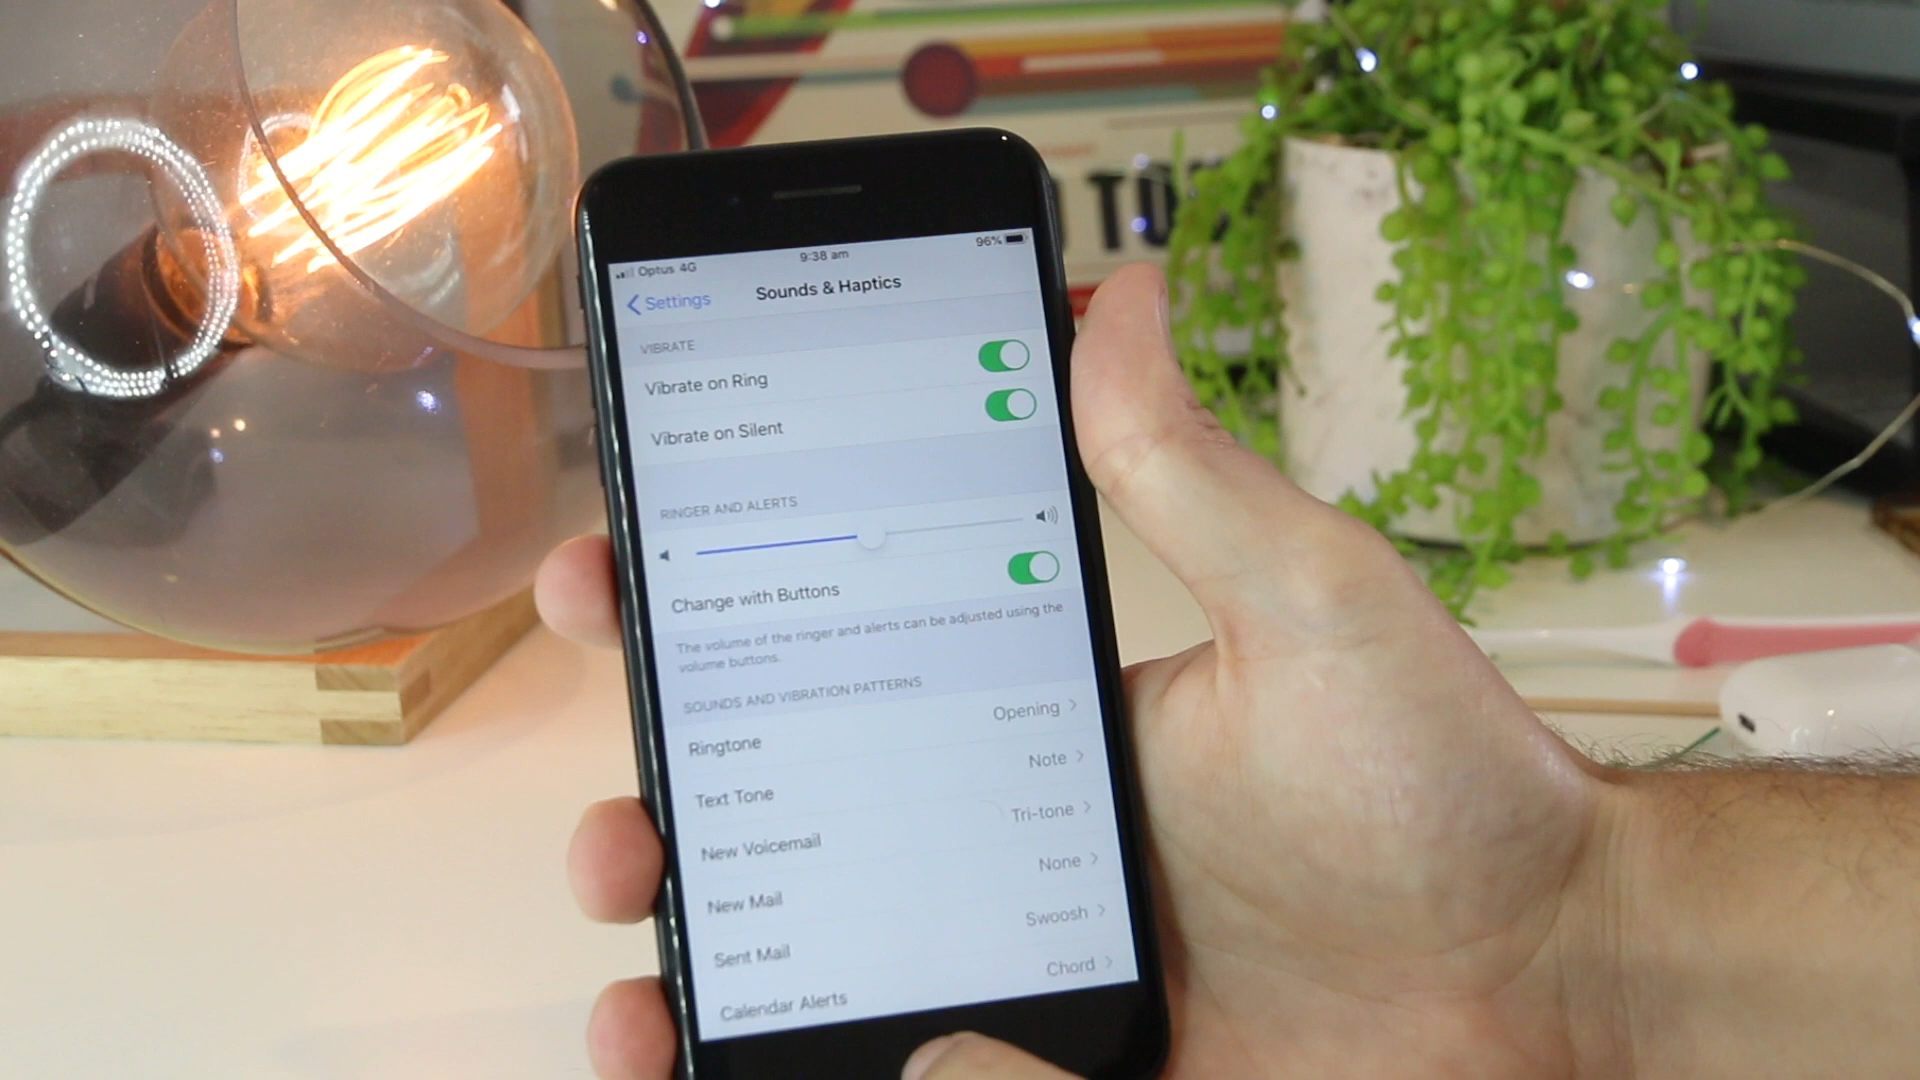 Optus 4G 9:38 am 96%
Settings Sounds & Haptics
VIBRATE
Vibrate on Ring
Vibrate on Silent
RINGER AND ALERTS
Change with Buttons
The volume of the ringer and alerts can be adjusted using the
volume buttons.
SOUNDS AND VIBRATION PATTERNS
Ringtone Opening
Text Tone Note
New Voicemail Tri-tone
New Mail None
Sent Mail Swoosh
Calendar Alerts Chord